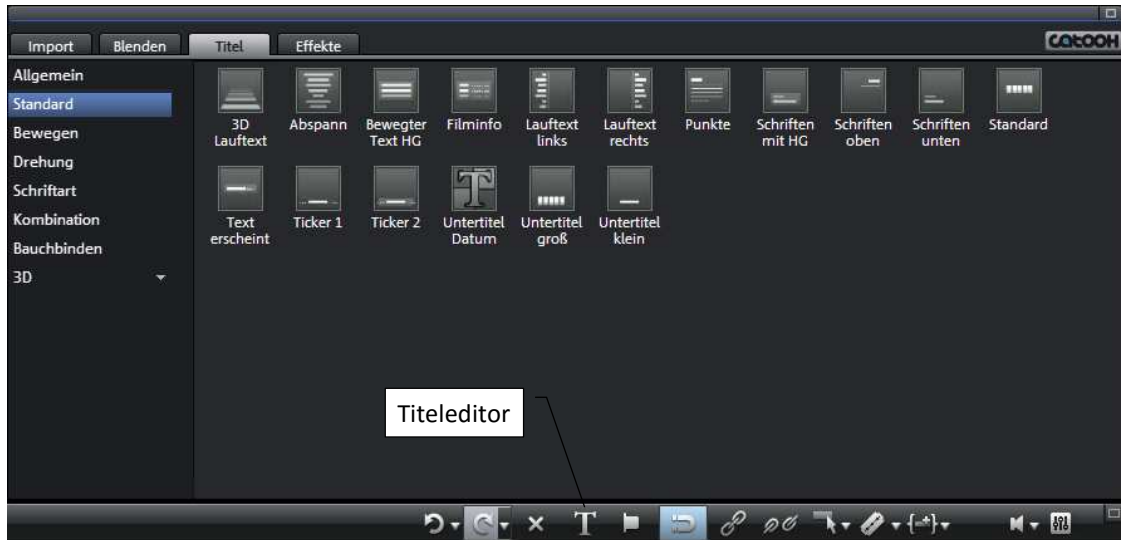 Import Blenden Titel Effekte
CATOOH
Allgemein
Standard
Bewegen
Drehung
Schriftart
Kombination
Bauchbinden
3D
3D Abspann Bewegter Filminfo Lauftext Lauftext Punkte Schriften Schriften Schriften Standard
Lauftext Text HG links rechts mit HG oben unten
Text Ticker 1 Ticker 2 Untertitel Untertitel Untertitel
erscheint Datum groß klein
Titeleditor